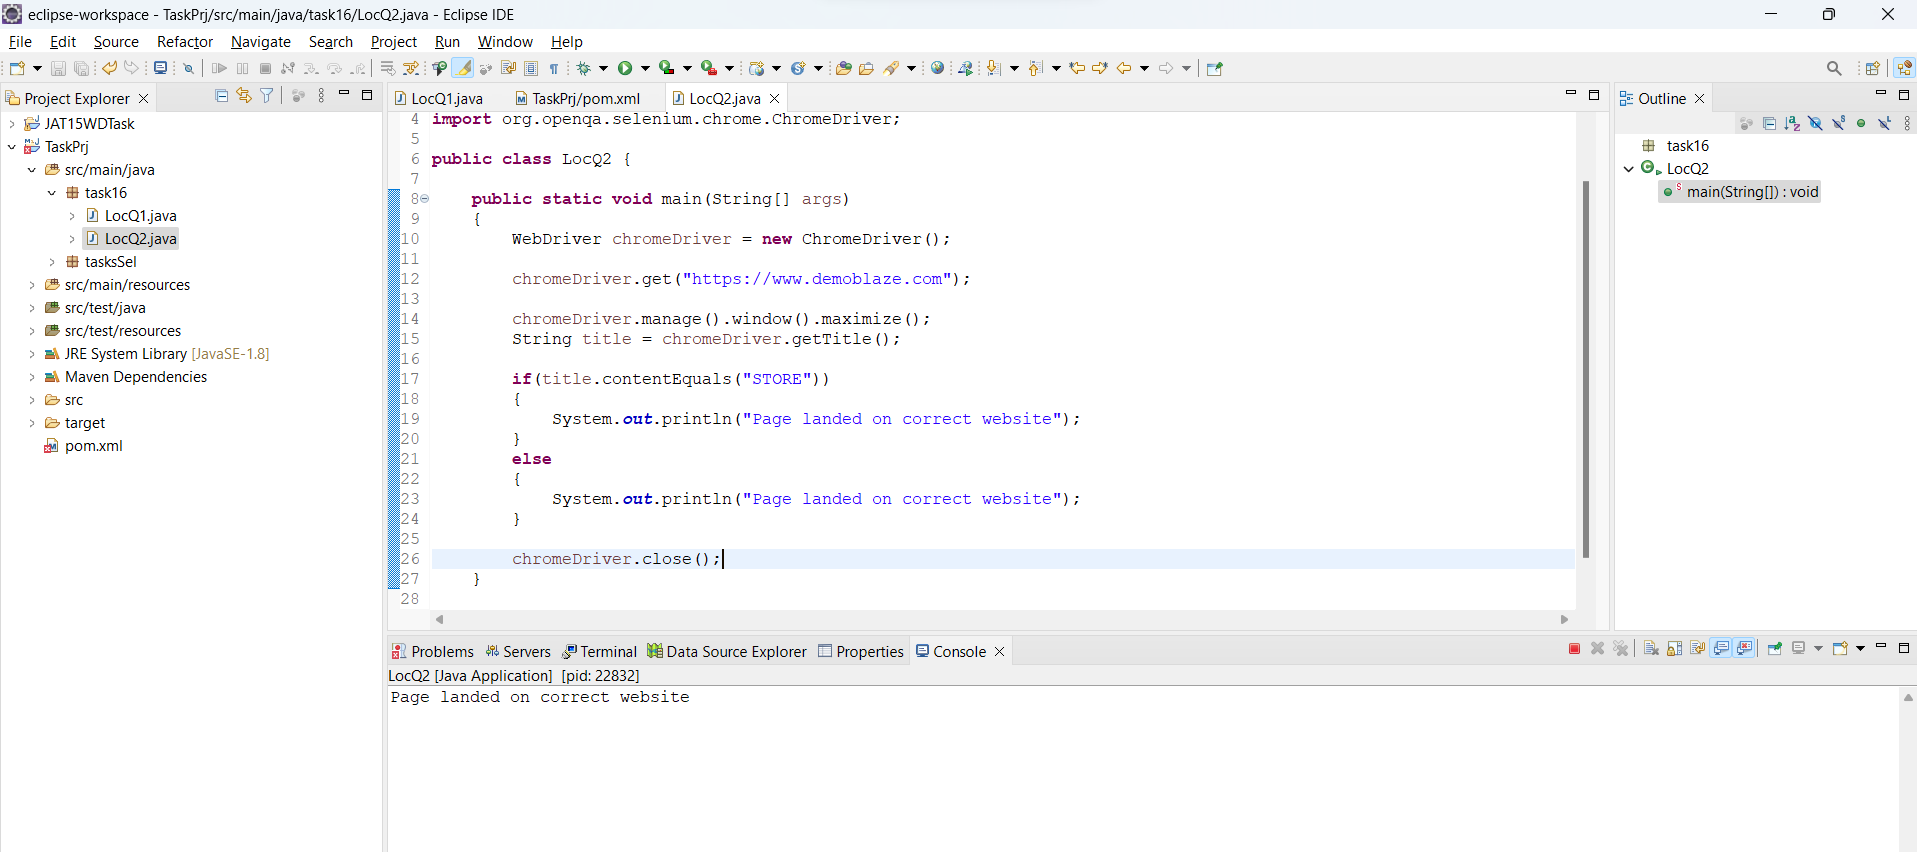 eclipse-workspace - TaskPrj/src/main/java/task16/LocQ2.java - Eclipse IDE
File Edit Source Refactor Navigate Search Project Run Window Help
Project Explorer
JAT15WDTask
TaskPrj
src/main/java
task16
LocQ1.java
LocQ2.java
tasksSel
src/main/resources
src/test/java
src/test/resources
JRE System Library [JavaSE-1.8]
Maven Dependencies
src
target
pom.xml
LocQ1.java TaskPrj/pom.xml LocQ2.java
4 import org.openqa.selenium.chrome.ChromeDriver;
5
6 public class LocQ2 {
7
8 public static void main(String[] args)
9 {
10 WebDriver chromeDriver = new ChromeDriver();
11
12 chromeDriver.get("https://www.demoblaze.com");
13
14 chromeDriver.manage().window().maximize();
15 String title = chromeDriver.getTitle();
16
17 if(title.contentEquals("STORE"))
18 {
19 System.out.println("Page landed on correct website");
20 }
21 else
22 {
23 System.out.println("Page landed on correct website");
24 }
25
26 chromeDriver.close();
27 }
28
Outline
task16
LocQ2
main(String[]) : void
Problems Servers Terminal Data Source Explorer Properties Console
LocQ2 [Java Application] [pid: 22832]
Page landed on correct website